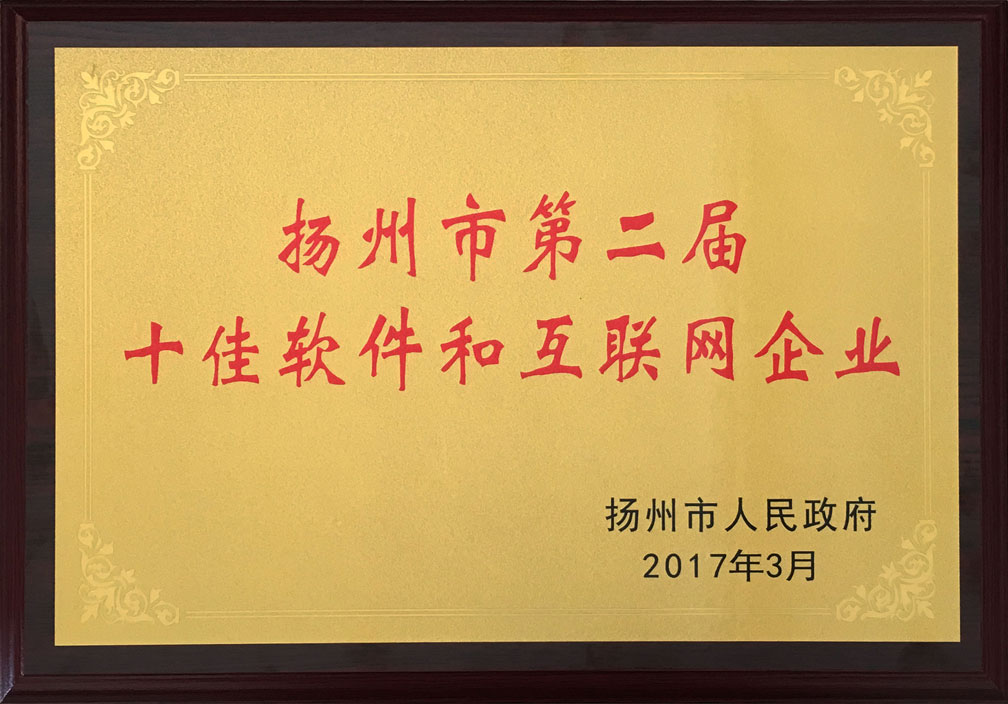 扬州市第二届
十佳软件和互联网企业
扬州市人民政府
2017年3月